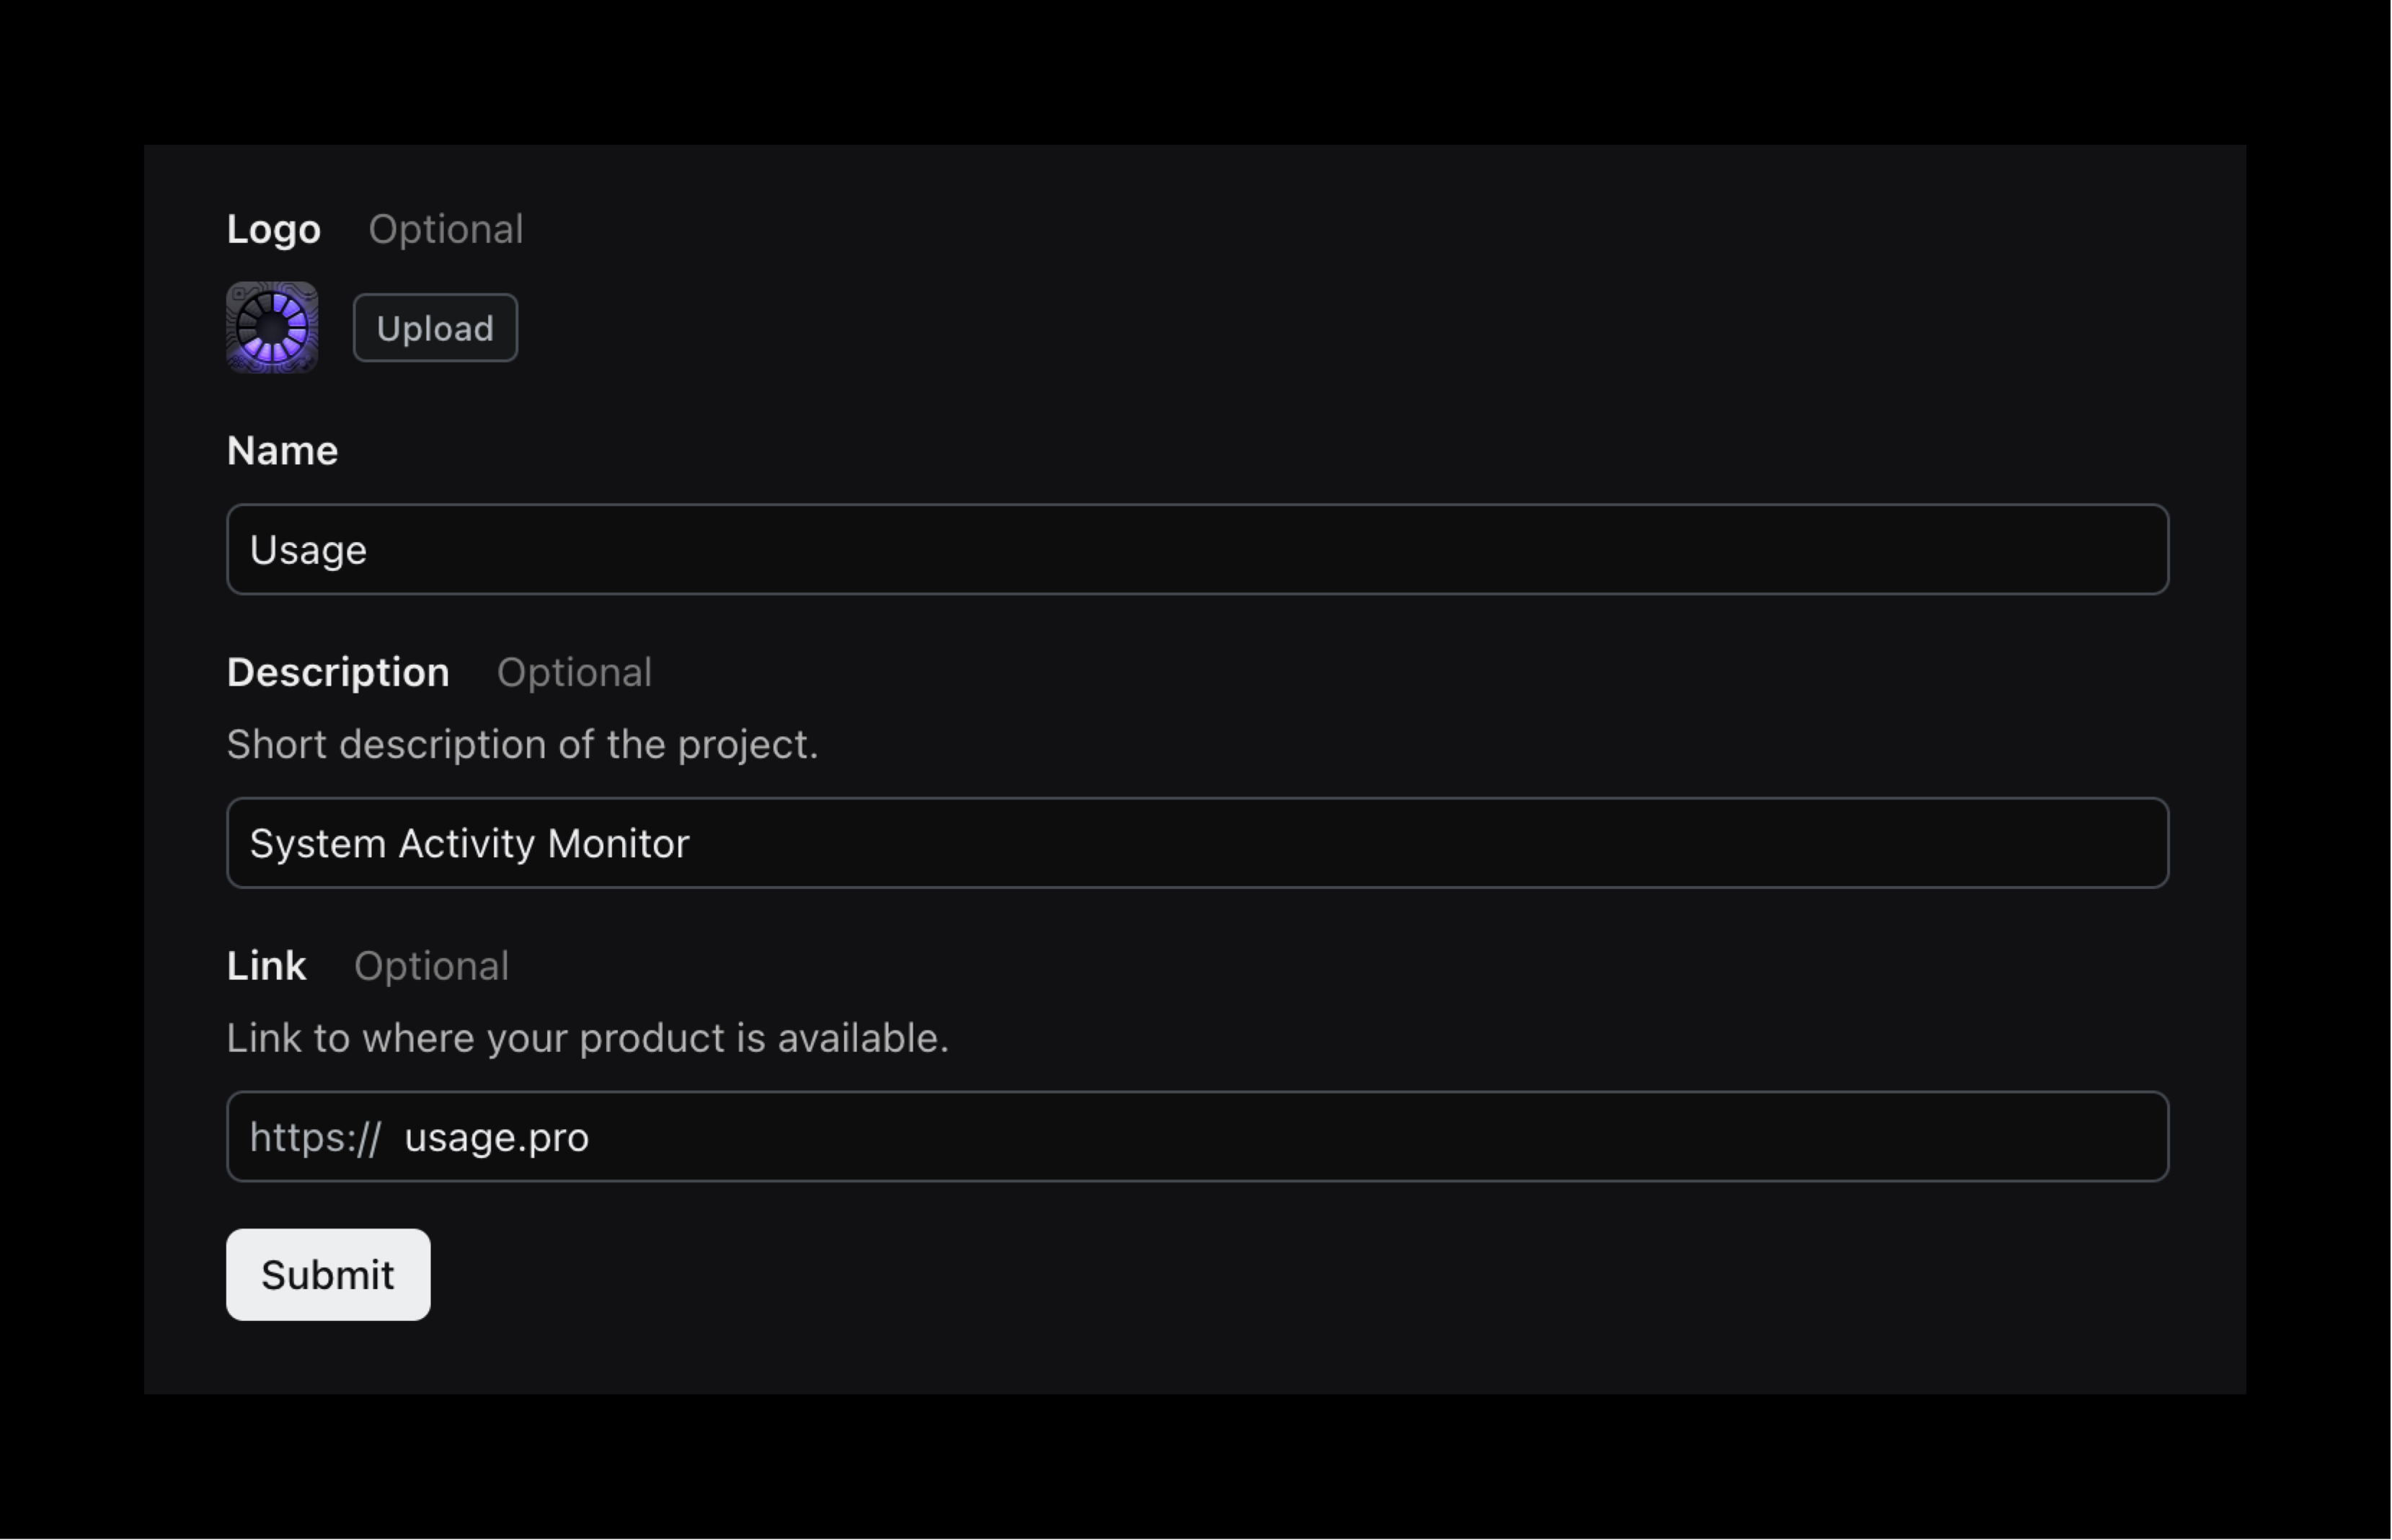 Logo Optional
Upload
Name
Usage
Description Optional
Short description of the project.
System Activity Monitor
Link Optional
Link to where your product is available.
https:// usage.pro
Submit